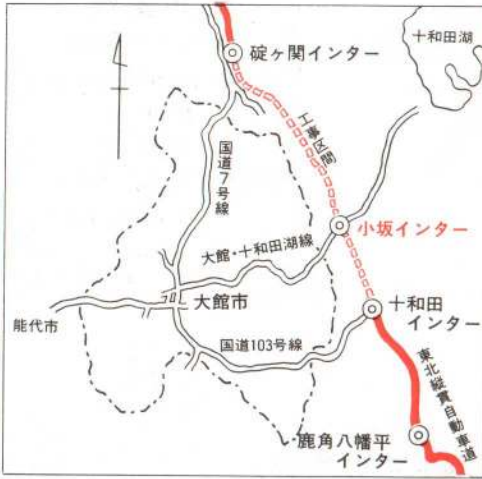 碇ヶ関インター
十和田湖
工事区間
国道7号線
小坂インター
大館・十和田湖線
大館市
十和田
インター
能代市
国道103号線
東北縦貫自動車道
鹿角八幡平
インター